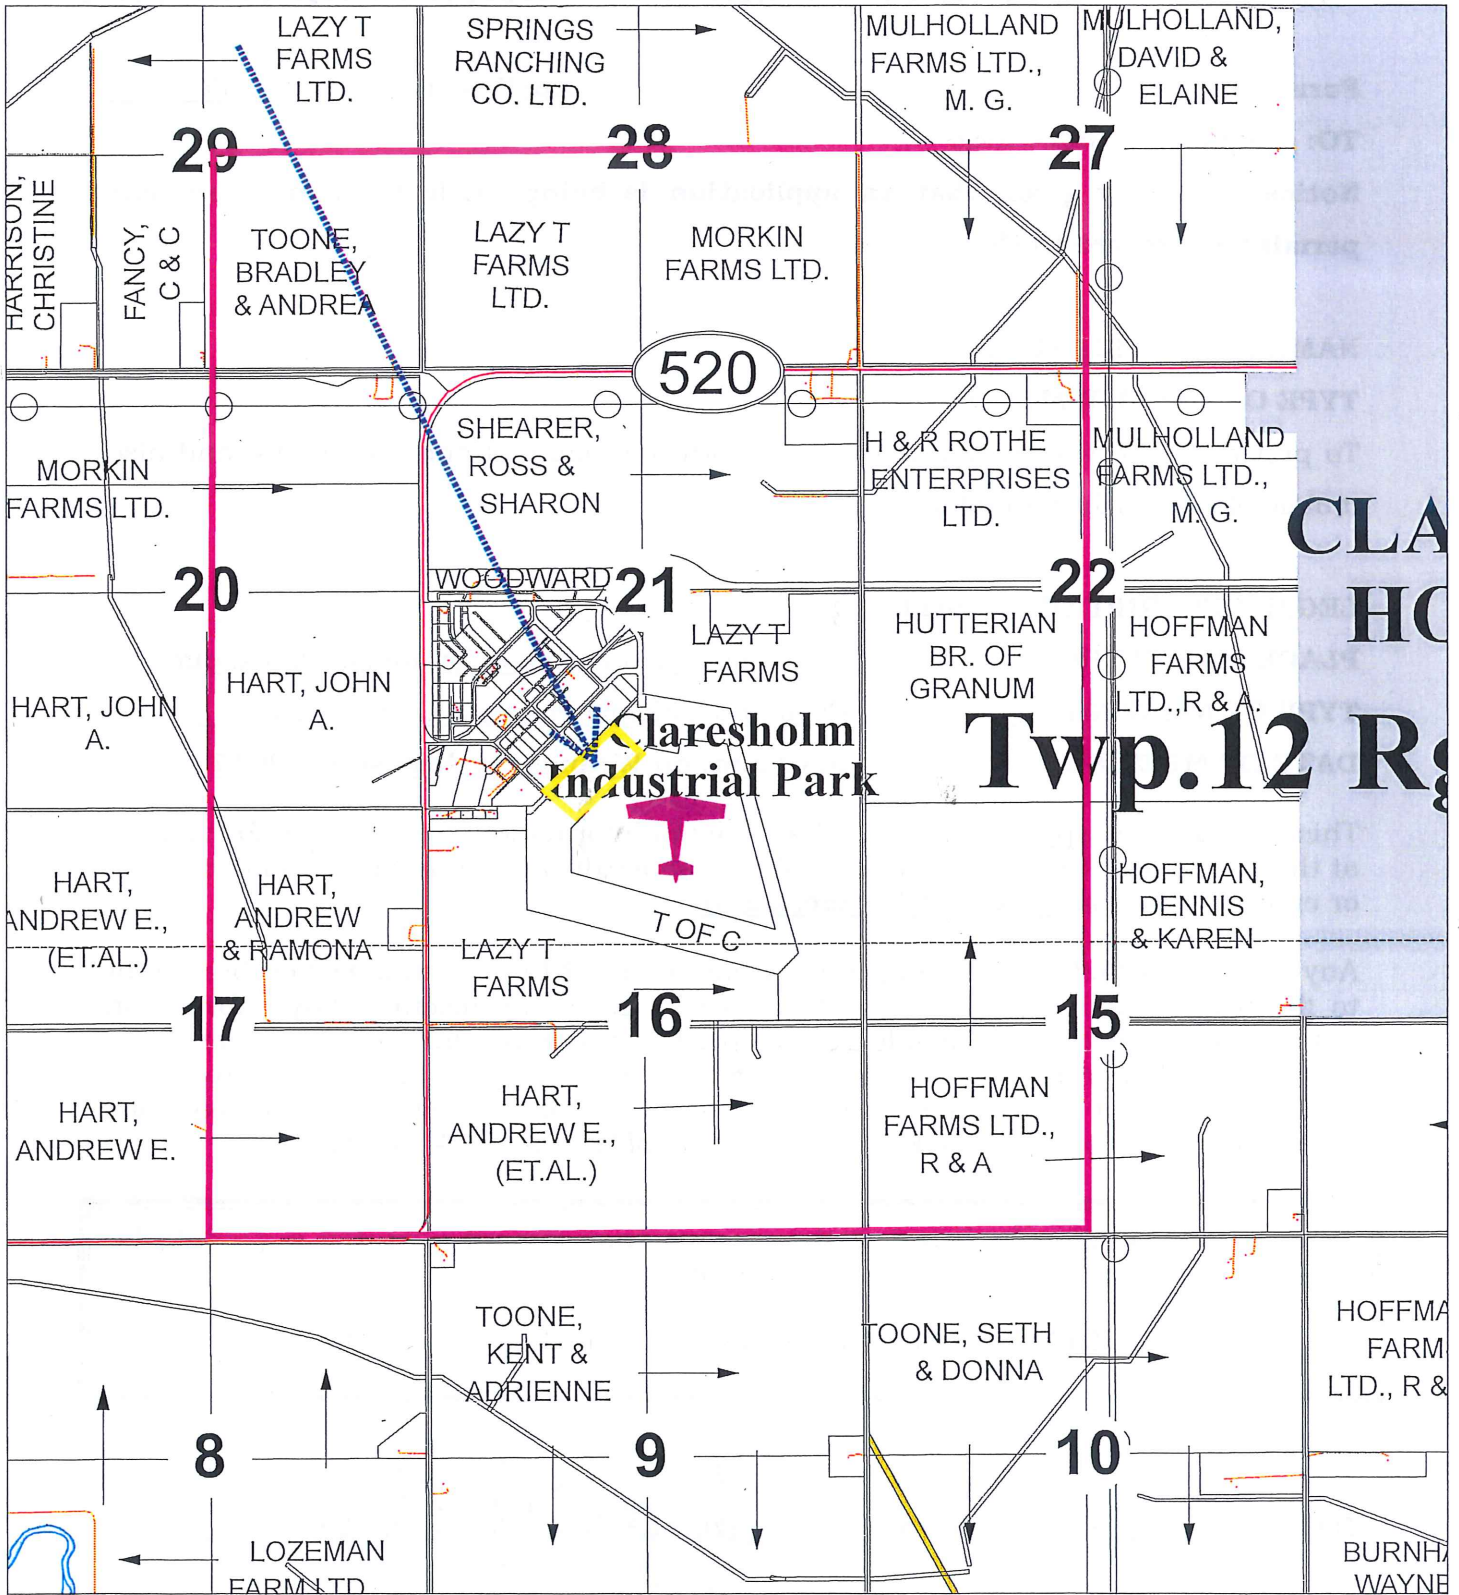 LAZY T
FARMS
LTD.
SPRINGS
RANCHING
CO. LTD.
MULHOLLAND
FARMS LTD.,
M. G.
MULHOLLAND,
DAVID &
ELAINE
29
28
27
HARRISON,
CHRISTINE
FANCY,
C & C
TOONE,
BRADLEY
& ANDREA
LAZY T
FARMS
LTD.
MORKIN
FARMS LTD.
520
MORKIN
FARMS LTD.
SHEARER,
ROSS &
SHARON
H & R ROTHE
ENTERPRISES
LTD.
MULHOLLAND
FARMS LTD.,
M. G.
CLA
HO
20
WOODWARD
21
22
HART, JOHN
A.
HART, JOHN
A.
LAZY T
FARMS
HUTTERIAN
BR. OF
GRANUM
HOFFMAN
FARMS
LTD.,R & A.
Claresholm
Industrial Park
Twp.12 Rg
HART,
ANDREW E.,
(ET.AL.)
HART,
ANDREW
& RAMONA
LAZY T
FARMS
T OF C
HOFFMAN,
DENNIS
& KAREN
17
16
15
HART,
ANDREW E.
HART,
ANDREW E.,
(ET.AL.)
HOFFMAN
FARMS LTD.,
R & A
TOONE,
KENT &
ADRIENNE
TOONE, SETH
& DONNA
HOFFMA
FARM
LTD., R &
8
9
10
LOZEMAN
FARM LTD
BURNHA
WAYNE